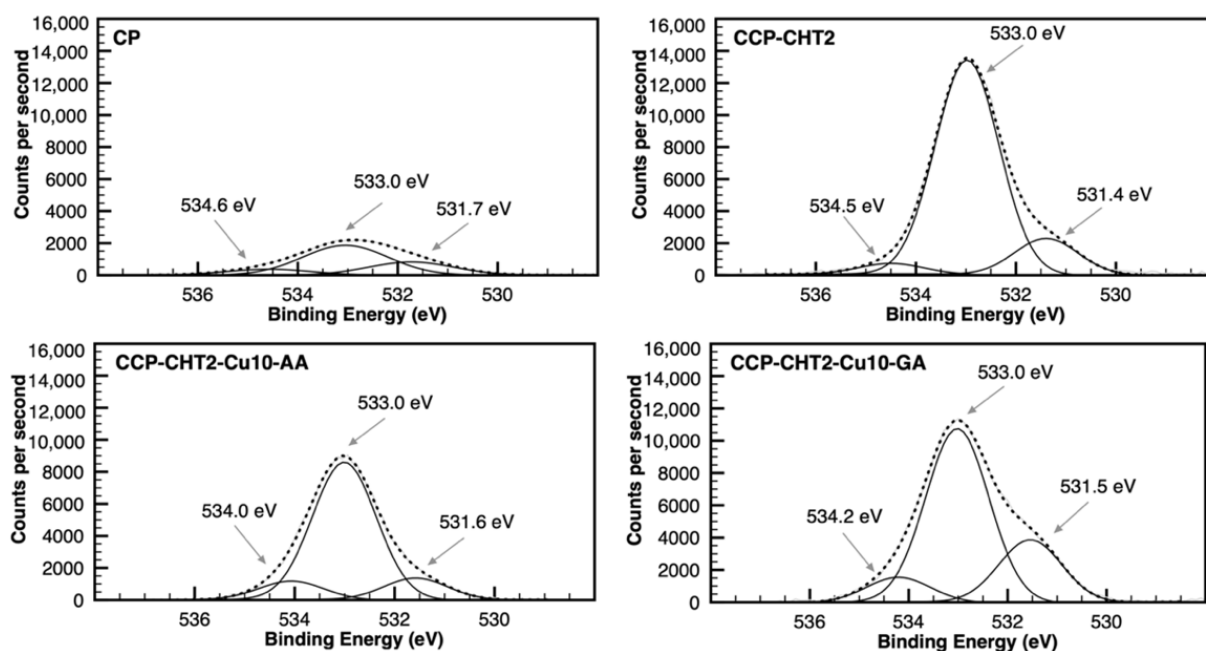 CP
16,000
14,000
12,000
10,000
8000
6000
4000
2000
0
Counts per second
534.6 eV
533.0 eV
531.7 eV
536 534 532 530
Binding Energy (eV)
CCP-CHT2
16,000
14,000
12,000
10,000
8000
6000
4000
2000
0
Counts per second
533.0 eV
534.5 eV
531.4 eV
536 534 532 530
Binding Energy (eV)
CCP-CHT2-Cu10-AA
16,000
14,000
12,000
10,000
8000
6000
4000
2000
0
Counts per second
533.0 eV
534.0 eV
531.6 eV
536 534 532 530
Binding Energy (eV)
CCP-CHT2-Cu10-GA
16,000
14,000
12,000
10,000
8000
6000
4000
2000
0
Counts per second
533.0 eV
534.2 eV
531.5 eV
536 534 532 530
Binding Energy (eV)